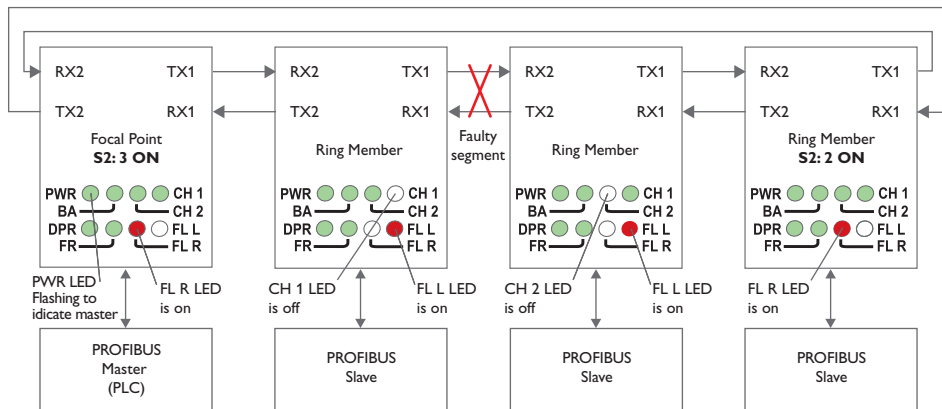 RX2 TX1
TX2 RX1
Focal Point
S2: 3 ON
PWR CH 1
BA CH 2
DPR FL L
FR FL R
PWR LED
Flashing to
idicate master
FL R LED
is on
PROFIBUS
Master
(PLC)
RX2 TX1
TX2 RX1
Ring Member
PWR CH 1
BA CH 2
DPR FL L
FR FL R
CH 1 LED
is off
FL L LED
is on
PROFIBUS
Slave
Faulty
segment
RX2 TX1
TX2 RX1
Ring Member
PWR CH 1
BA CH 2
DPR FL L
FR FL R
CH 2 LED
is off
FL L LED
is on
PROFIBUS
Slave
RX2 TX1
TX2 RX1
Ring Member
S2: 2 ON
PWR CH 1
BA CH 2
DPR FL L
FR FL R
FL R LED
is on
PROFIBUS
Slave